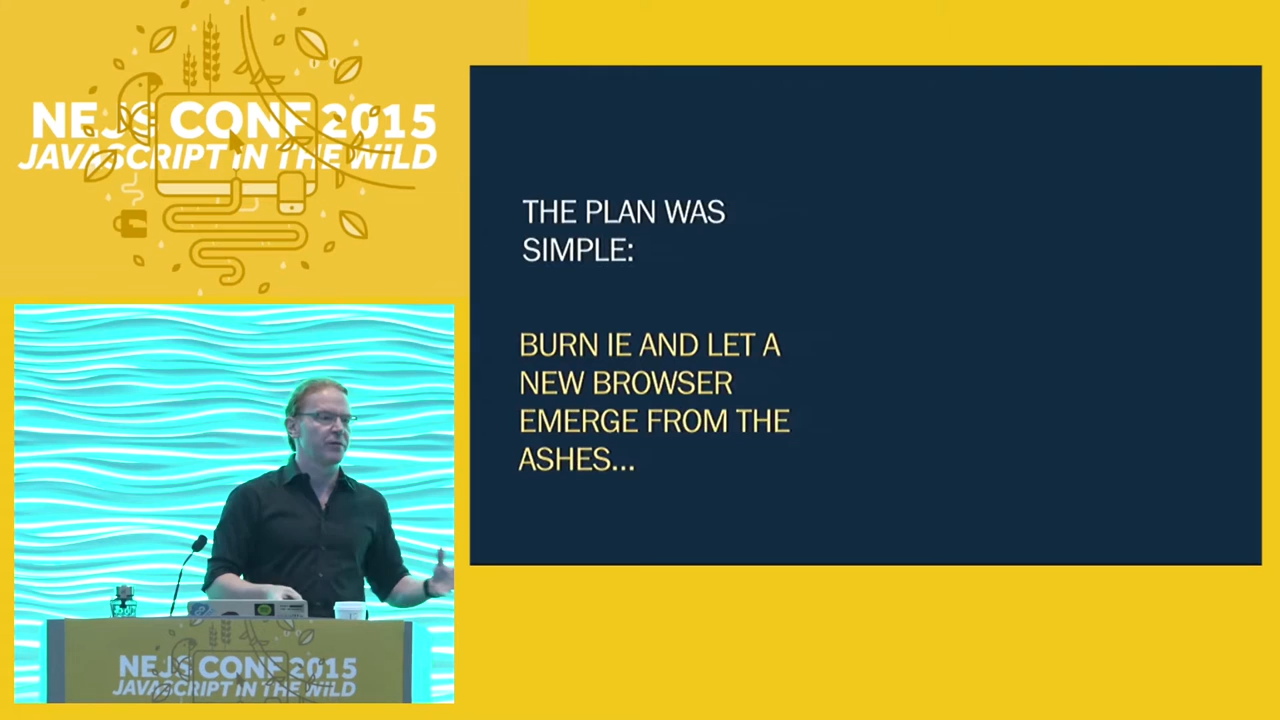 NEJS CONF 2015
JAVASCRIPT IN THE WILD
THE PLAN WAS
SIMPLE:
BURN IE AND LET A
NEW BROWSER
EMERGE FROM THE
ASHES...
NEJS CONF 2015
JAVASCRIPT IN THE WILD